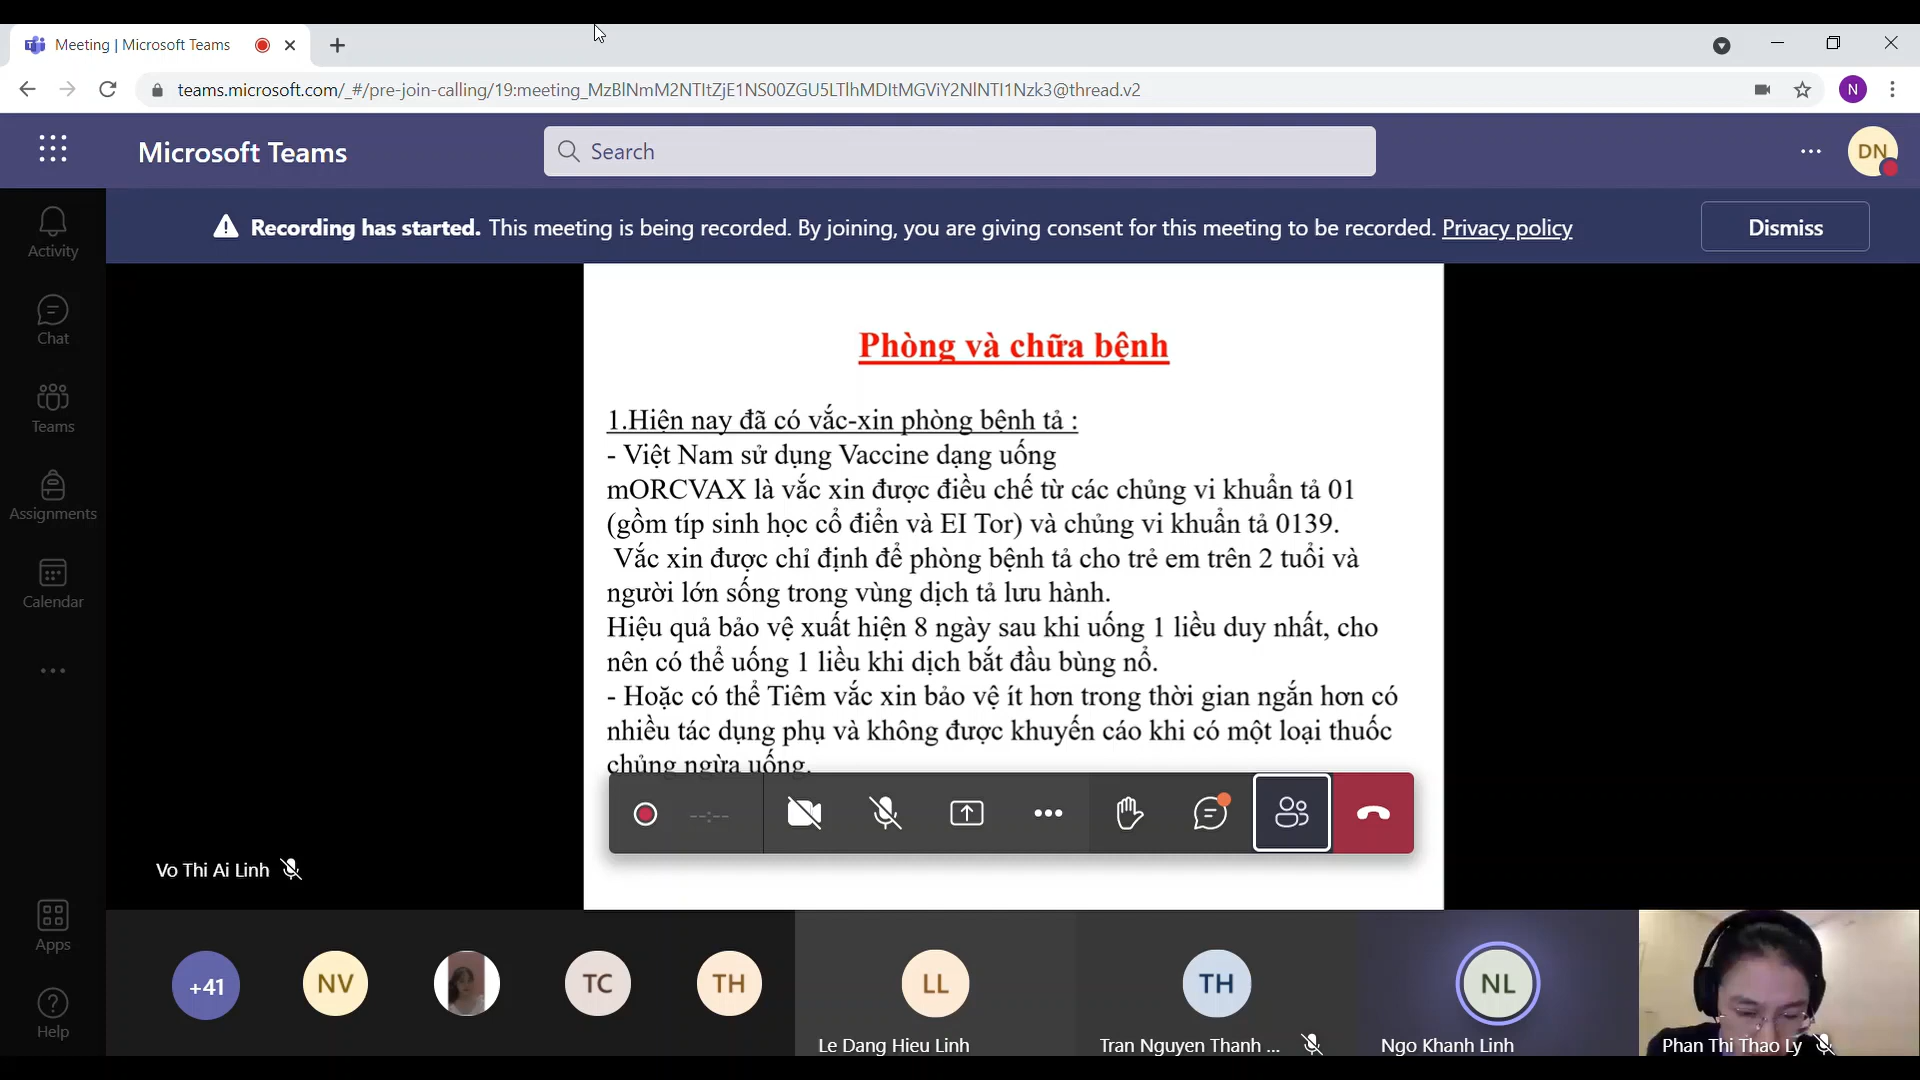 Meeting | Microsoft Teams
teams.microsoft.com/_#/pre-join-calling/19:meeting_MzBlNmM2NTItZjE1NS00ZGU5LTlhMDItMGViY2NlNTI1Nzk3@thread.v2
N
Microsoft Teams
Search
DN
Recording has started. This meeting is being recorded. By joining, you are giving consent for this meeting to be recorded. Privacy policy
Dismiss
Activity
Chat
Teams
Assignments
Calendar
Apps
Help
Phòng và chữa bệnh
1.Hiện nay đã có vắc-xin phòng bệnh tả :
- Việt Nam sử dụng Vaccine dạng uống
mORCVAX là vắc xin được điều chế từ các chủng vi khuẩn tả 01
(gồm típ sinh học cổ điển và EI Tor) và chủng vi khuẩn tả 0139.
Vắc xin được chỉ định để phòng bệnh tả cho trẻ em trên 2 tuổi và
người lớn sống trong vùng dịch tả lưu hành.
Hiệu quả bảo vệ xuất hiện 8 ngày sau khi uống 1 liều duy nhất, cho
nên có thể uống 1 liều khi dịch bắt đầu bùng nổ.
- Hoặc có thể Tiêm vắc xin bảo vệ ít hơn trong thời gian ngắn hơn có
nhiều tác dụng phụ và không được khuyến cáo khi có một loại thuốc
chủng ngừa uống.
--:--
Vo Thi Ai Linh
+41
NV
TC
TH
LL
Le Dang Hieu Linh
TH
Tran Nguyen Thanh ...
NL
Ngo Khanh Linh
Phan Thi Thao Ly